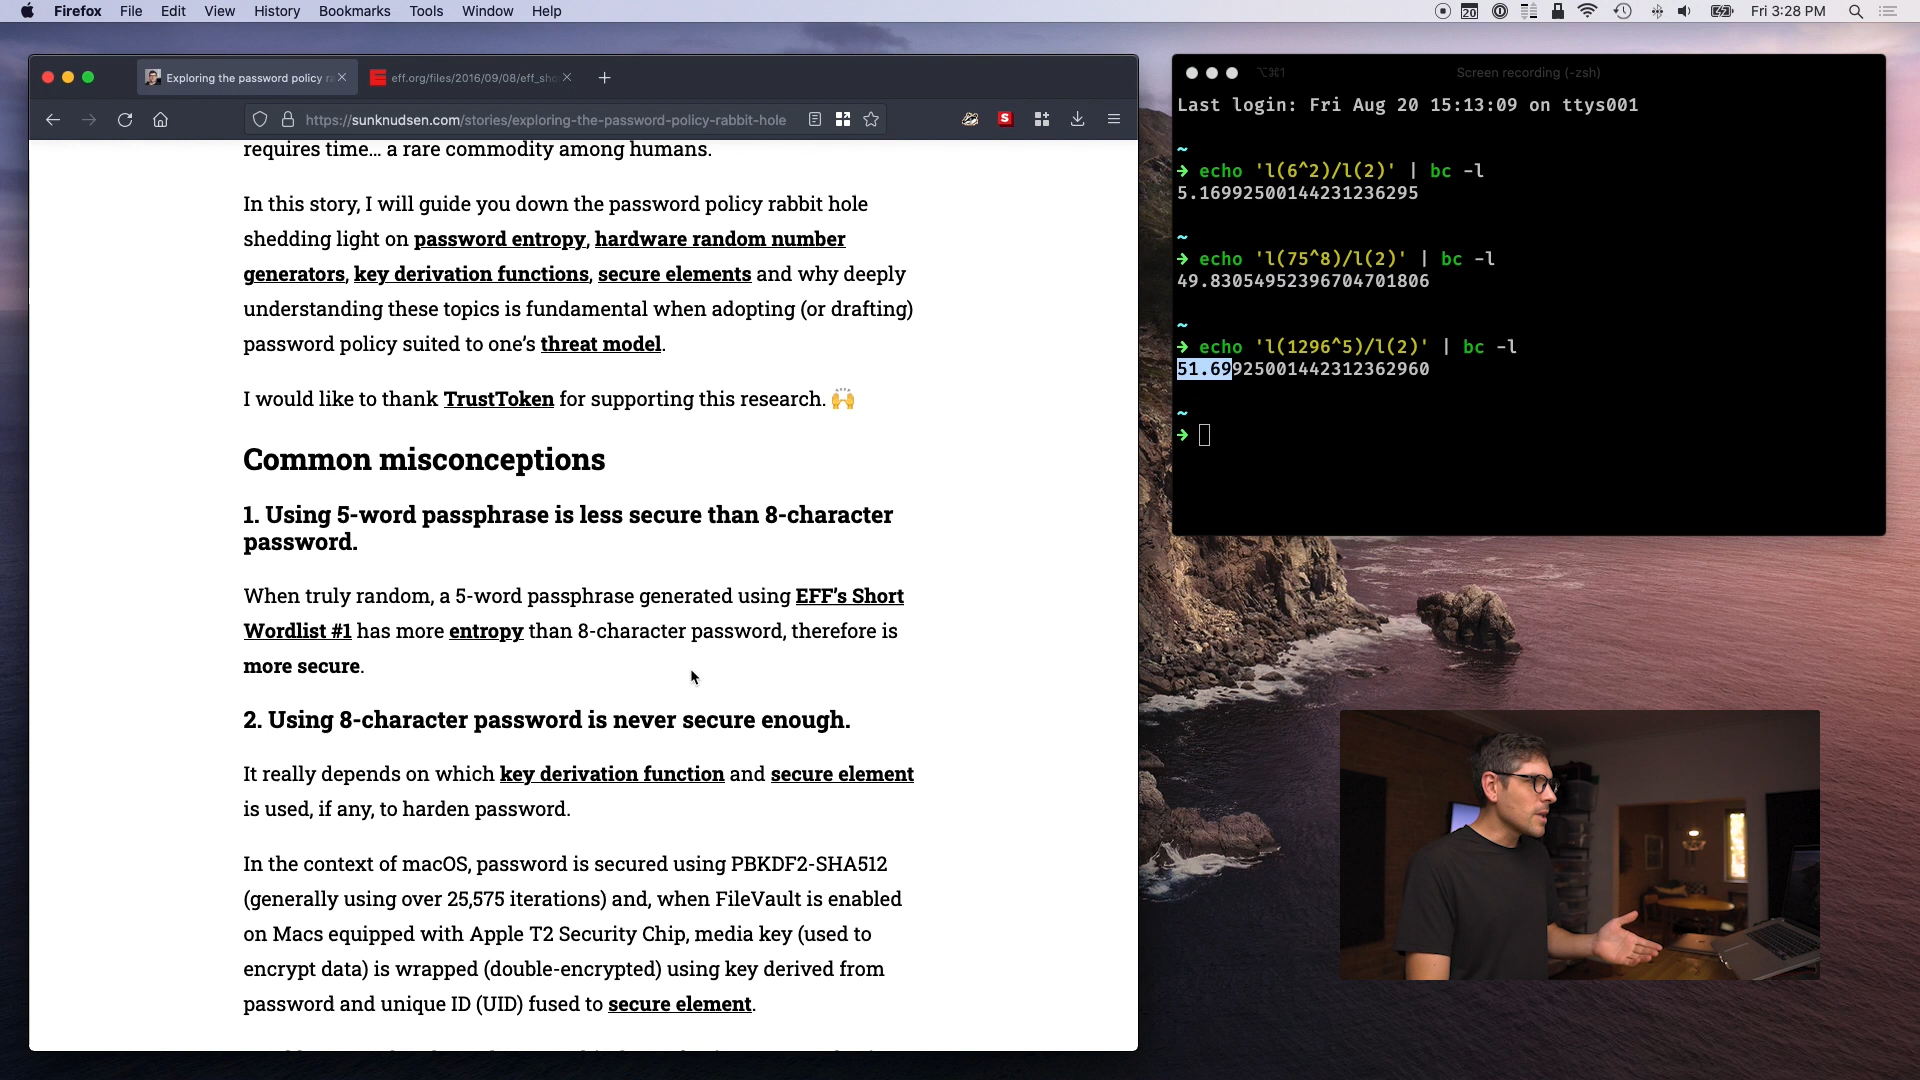 Firefox File Edit View History Bookmarks Tools Window Help
20
Fri 3:28 PM
Exploring the password policy ra
eff.org/files/2016/09/08/eff_sho
https://sunknudsen.com/stories/exploring-the-password-policy-rabbit-hole
S
requires time… a rare commodity among humans.
In this story, I will guide you down the password policy rabbit hole
shedding light on password entropy, hardware random number
generators, key derivation functions, secure elements and why deeply
understanding these topics is fundamental when adopting (or drafting)
password policy suited to one’s threat model.
I would like to thank TrustToken for supporting this research. 🙌
Common misconceptions
1. Using 5-word passphrase is less secure than 8-character
password.
When truly random, a 5-word passphrase generated using EFF’s Short
Wordlist #1 has more entropy than 8-character password, therefore is
more secure.
2. Using 8-character password is never secure enough.
It really depends on which key derivation function and secure element
is used, if any, to harden password.
In the context of macOS, password is secured using PBKDF2-SHA512
(generally using over 25,575 iterations) and, when FileVault is enabled
on Macs equipped with Apple T2 Security Chip, media key (used to
encrypt data) is wrapped (double-encrypted) using key derived from
password and unique ID (UID) fused to secure element.
⌥⌘1
Screen recording (-zsh)
Last login: Fri Aug 20 15:13:09 on ttys001
~
➜ echo 'l(6^2)/l(2)' | bc -l
5.16992500144231236295
~
➜ echo 'l(75^8)/l(2)' | bc -l
49.83054952396704701806
~
➜ echo 'l(1296^5)/l(2)' | bc -l
51.69925001442312362960
~
➜